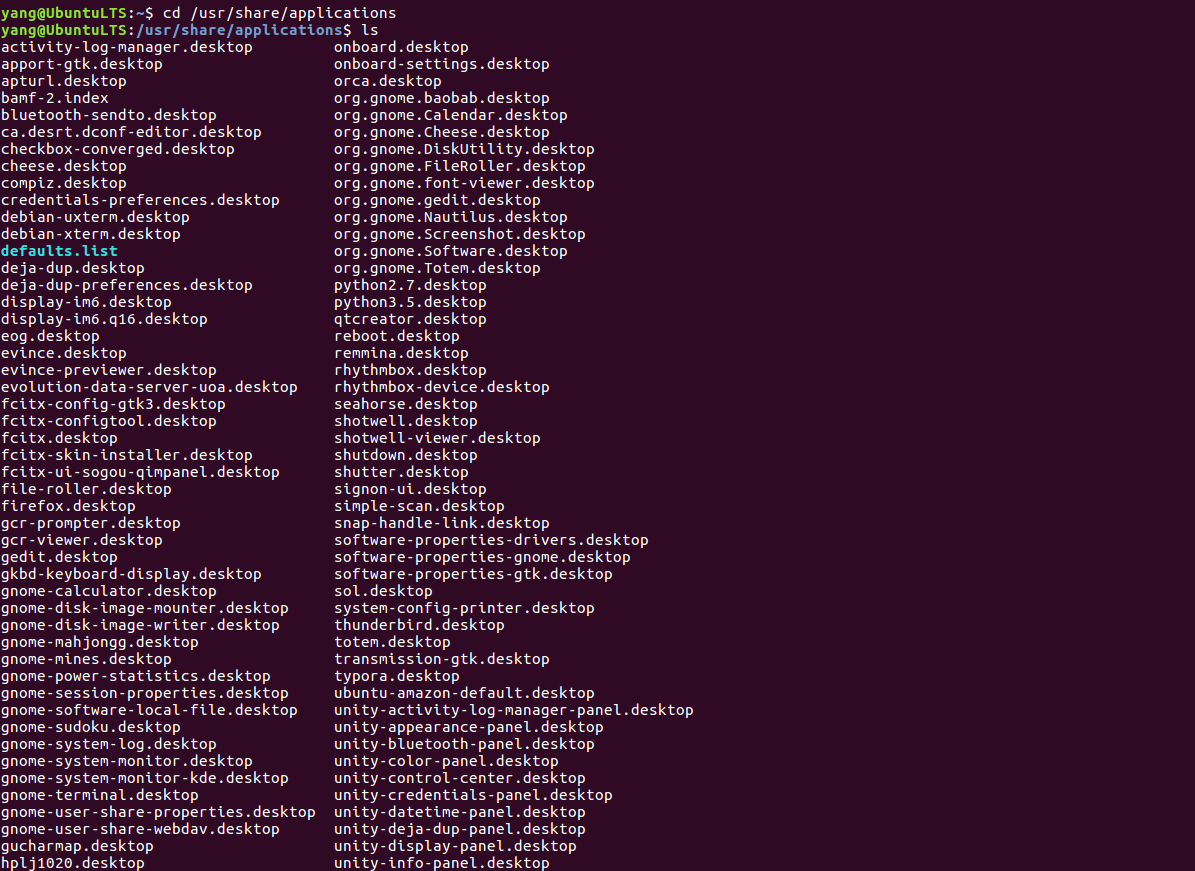 yang@UbuntuLTS:~$ cd /usr/share/applications
yang@UbuntuLTS:/usr/share/applications$ ls
activity-log-manager.desktop onboard.desktop
apport-gtk.desktop onboard-settings.desktop
apturl.desktop orca.desktop
bamf-2.index org.gnome.baobab.desktop
bluetooth-sendto.desktop org.gnome.Calendar.desktop
ca.desrt.dconf-editor.desktop org.gnome.Cheese.desktop
checkbox-converged.desktop org.gnome.DiskUtility.desktop
cheese.desktop org.gnome.FileRoller.desktop
compiz.desktop org.gnome.font-viewer.desktop
credentials-preferences.desktop org.gnome.gedit.desktop
debian-uxterm.desktop org.gnome.Nautilus.desktop
debian-xterm.desktop org.gnome.Screenshot.desktop
defaults.list org.gnome.Software.desktop
deja-dup.desktop org.gnome.Totem.desktop
deja-dup-preferences.desktop python2.7.desktop
display-im6.desktop python3.5.desktop
display-im6.q16.desktop qtcreator.desktop
eog.desktop reboot.desktop
evince.desktop remmina.desktop
evince-previewer.desktop rhythmbox.desktop
evolution-data-server-uoa.desktop rhythmbox-device.desktop
fcitx-config-gtk3.desktop seahorse.desktop
fcitx-configtool.desktop shotwell.desktop
fcitx.desktop shotwell-viewer.desktop
fcitx-skin-installer.desktop shutdown.desktop
fcitx-ui-sogou-qimpanel.desktop shutter.desktop
file-roller.desktop signon-ui.desktop
firefox.desktop simple-scan.desktop
gcr-prompter.desktop snap-handle-link.desktop
gcr-viewer.desktop software-properties-drivers.desktop
gedit.desktop software-properties-gnome.desktop
gkbd-keyboard-display.desktop software-properties-gtk.desktop
gnome-calculator.desktop sol.desktop
gnome-disk-image-mounter.desktop system-config-printer.desktop
gnome-disk-image-writer.desktop thunderbird.desktop
gnome-mahjongg.desktop totem.desktop
gnome-mines.desktop transmission-gtk.desktop
gnome-power-statistics.desktop typora.desktop
gnome-session-properties.desktop ubuntu-amazon-default.desktop
gnome-software-local-file.desktop unity-activity-log-manager-panel.desktop
gnome-sudoku.desktop unity-appearance-panel.desktop
gnome-system-log.desktop unity-bluetooth-panel.desktop
gnome-system-monitor.desktop unity-color-panel.desktop
gnome-system-monitor-kde.desktop unity-control-center.desktop
gnome-terminal.desktop unity-credentials-panel.desktop
gnome-user-share-properties.desktop unity-datetime-panel.desktop
gnome-user-share-webdav.desktop unity-deja-dup-panel.desktop
gucharmap.desktop unity-display-panel.desktop
hplj1020.desktop unity-info-panel.desktop